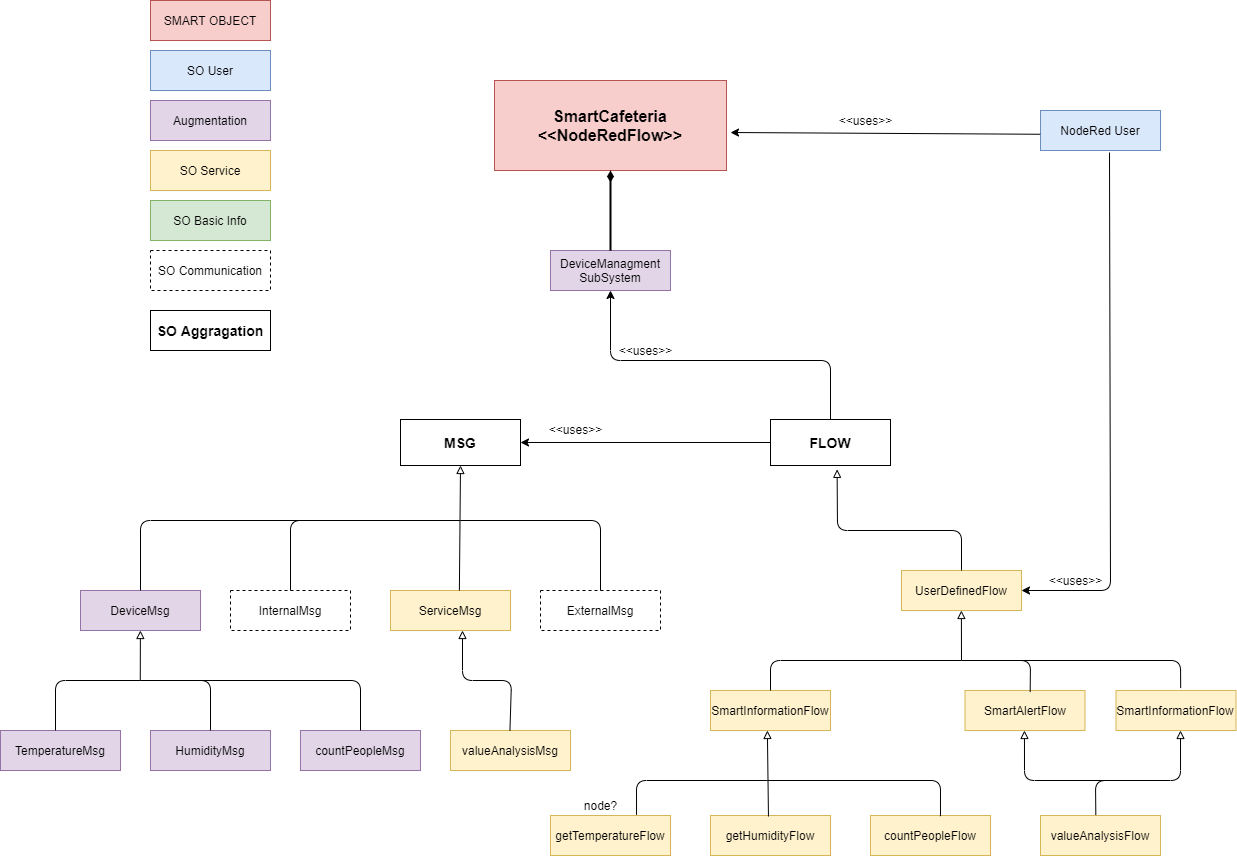 SMART OBJECT
SO User
Augmentation
SO Service
SO Basic Info
SO Communication
SO Aggragation
SmartCafeteria
<<NodeRedFlow>>
<<uses>>
NodeRed User
DeviceManagment
SubSystem
<<uses>>
MSG
<<uses>>
FLOW
DeviceMsg
InternalMsg
ServiceMsg
ExternalMsg
UserDefinedFlow
<<uses>>
TemperatureMsg
HumidityMsg
countPeopleMsg
valueAnalysisMsg
SmartInformationFlow
SmartAlertFlow
SmartInformationFlow
node?
getTemperatureFlow
getHumidityFlow
countPeopleFlow
valueAnalysisFlow